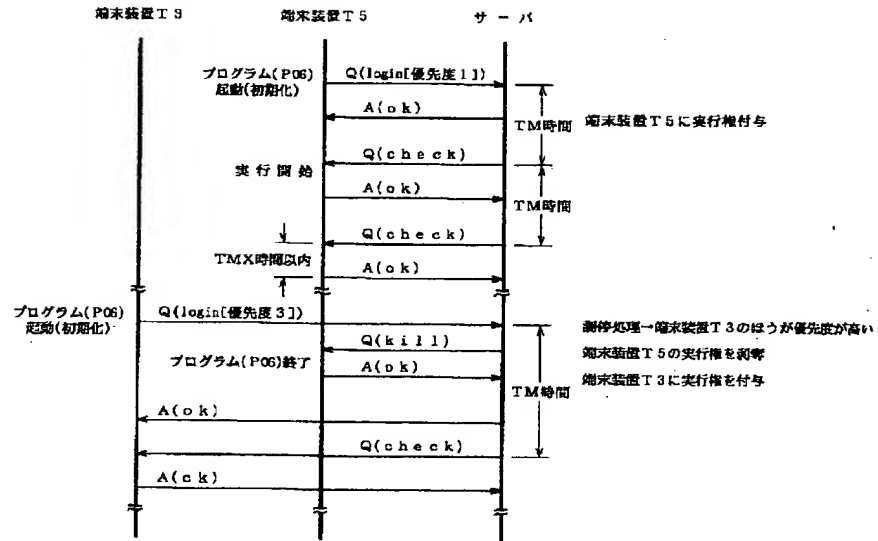 端末装置T3 端末装置T5 サーバ
プログラム(P06)
起動(初期化)
Q(login[優先度1])
A(ok)
TM時間
端末装置T5に実行権付与
Q(check)
実行開始
A(ok)
TM時間
Q(check)
TMX時間以内
A(ok)
プログラム(P06)
起動(初期化)
Q(login[優先度3])
調停処理→端末装置T3のほうが優先度が高い
Q(kill)
端末装置T5の実行権を剥奪
プログラム(P06)終了
A(ok)
端末装置T3に実行権を付与
TM時間
A(ok)
Q(check)
A(ck)